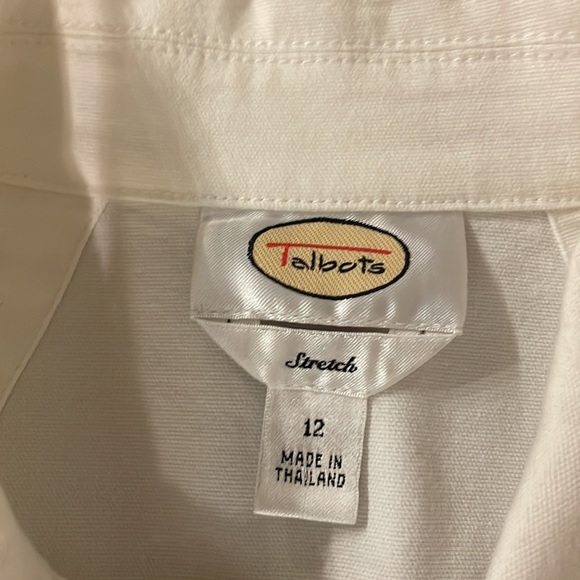 Talbots
Stretch
12
MADE IN
THAILAND